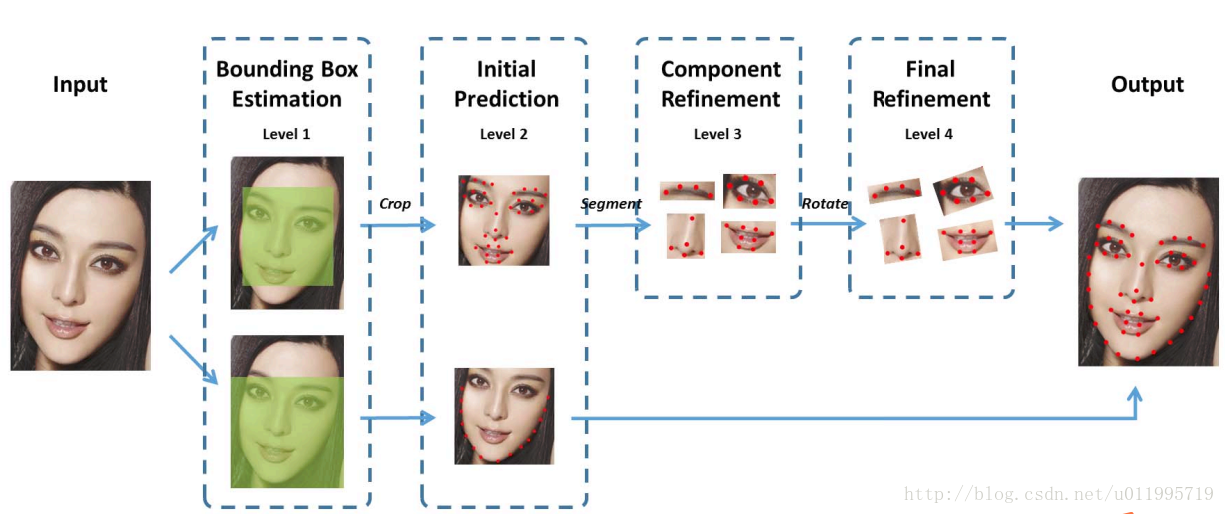 Input
Bounding Box
Estimation
Level 1
Crop
Initial
Prediction
Level 2
Segment
Component
Refinement
Level 3
Rotate
Final
Refinement
Level 4
Output
http://blog.csdn.net/u011995719